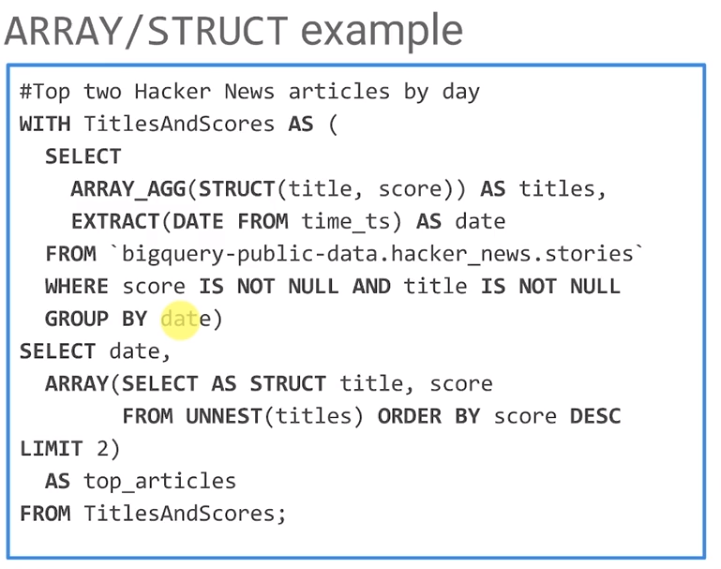 ARRAY/STRUCT example
#Top two Hacker News articles by day
WITH TitlesAndScores AS (
  SELECT
    ARRAY_AGG(STRUCT(title, score)) AS titles,
    EXTRACT(DATE FROM time_ts) AS date
  FROM `bigquery-public-data.hacker_news.stories`
  WHERE score IS NOT NULL AND title IS NOT NULL
  GROUP BY date)
SELECT date,
  ARRAY(SELECT AS STRUCT title, score
        FROM UNNEST(titles) ORDER BY score DESC
LIMIT 2)
  AS top_articles
FROM TitlesAndScores;